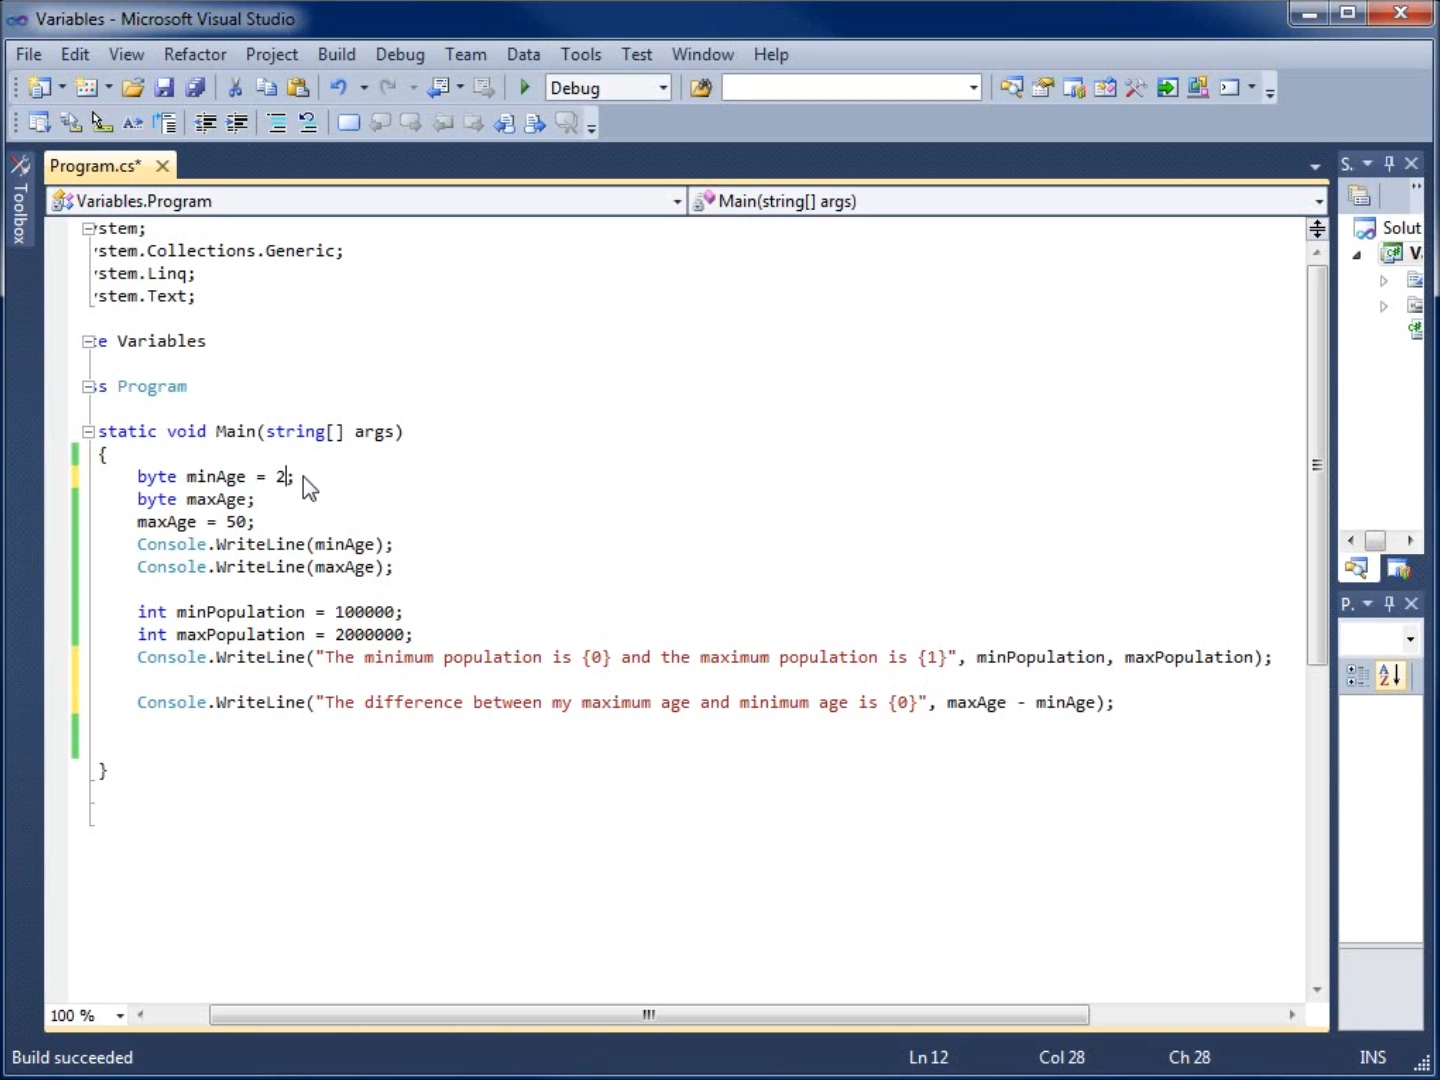 Variables - Microsoft Visual Studio
File Edit View Refactor Project Build Debug Team Data Tools Test Window Help
Debug
Toolbox
Program.cs*
S.
Variables.Program
Main(string[] args)
Solut
V
ystem;
ystem.Collections.Generic;
ystem.Linq;
ystem.Text;
e Variables
s Program
static void Main(string[] args)
{
byte minAge = 2;
byte maxAge;
maxAge = 50;
Console.WriteLine(minAge);
Console.WriteLine(maxAge);
int minPopulation = 100000;
int maxPopulation = 2000000;
Console.WriteLine("The minimum population is {0} and the maximum population is {1}", minPopulation, maxPopulation);
Console.WriteLine("The difference between my maximum age and minimum age is {0}", maxAge - minAge);
}
P.
100 %
Build succeeded
Ln 12
Col 28
Ch 28
INS